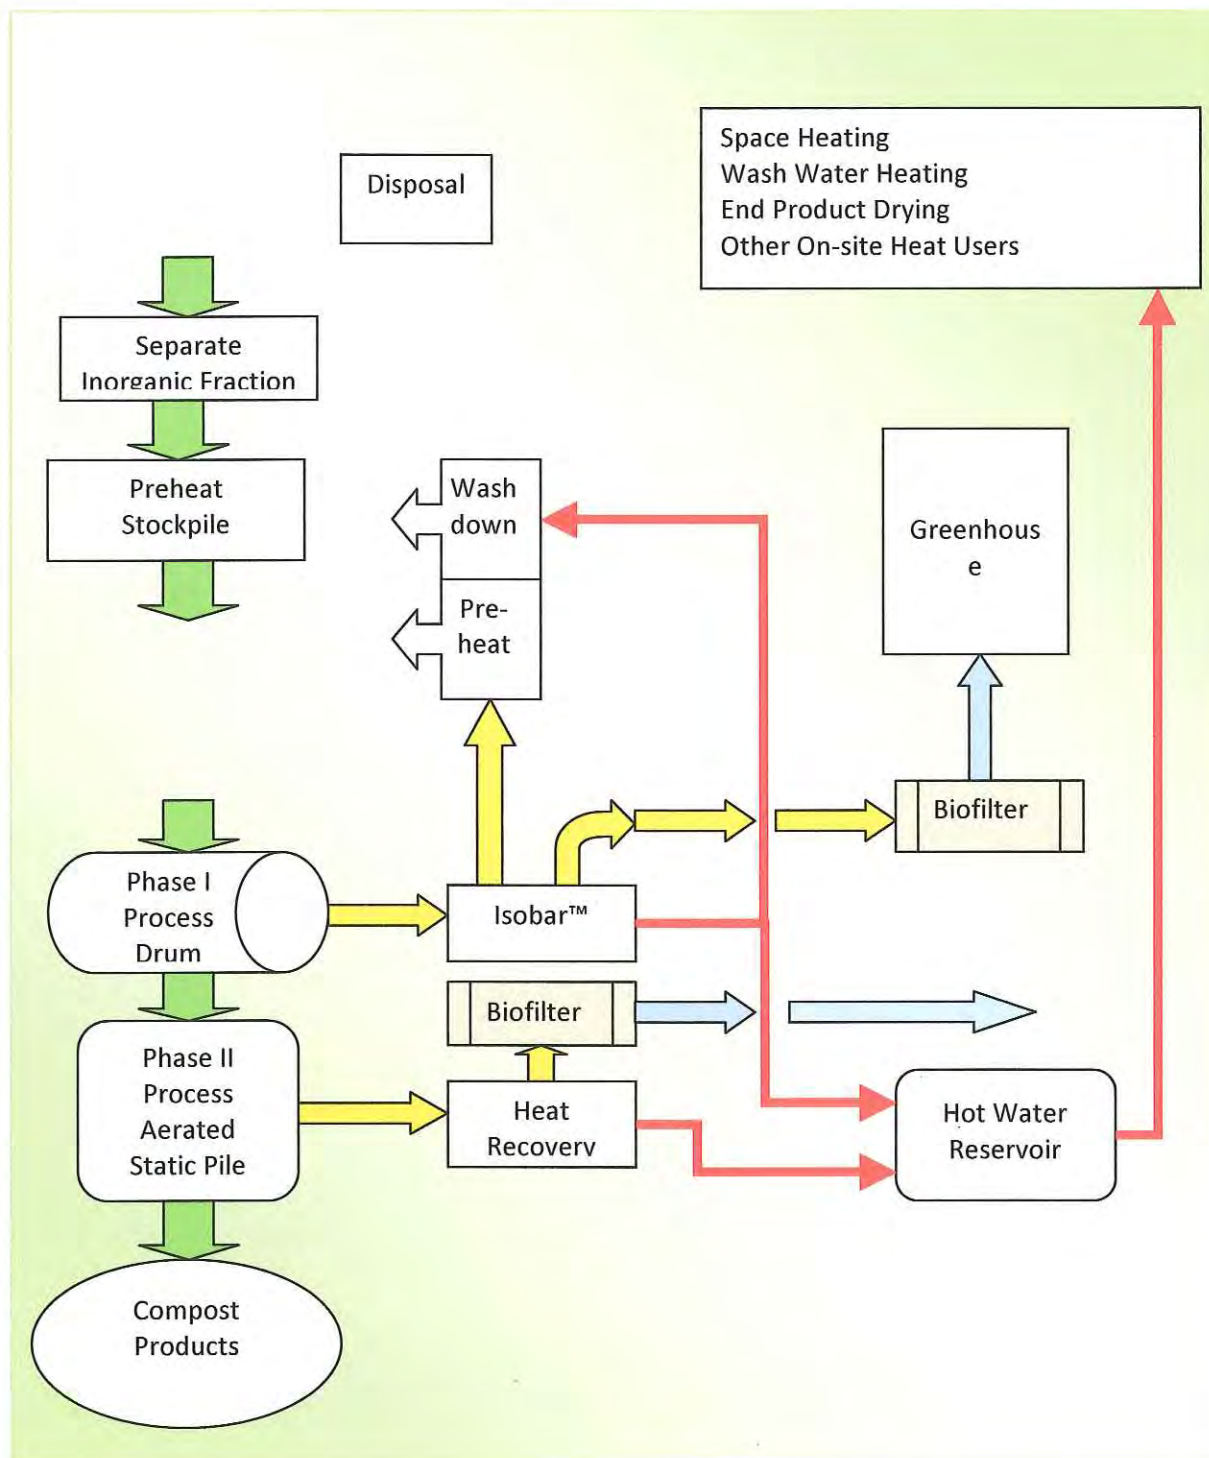 Disposal
Space Heating
Wash Water Heating
End Product Drying
Other On-site Heat Users
Separate
Inorganic Fraction
Preheat
Stockpile
Wash
down
Pre-
heat
Greenhous
e
Biofilter
Phase I
Process
Drum
Isobar™
Biofilter
Phase II
Process
Aerated
Static Pile
Heat
Recovery
Hot Water
Reservoir
Compost
Products